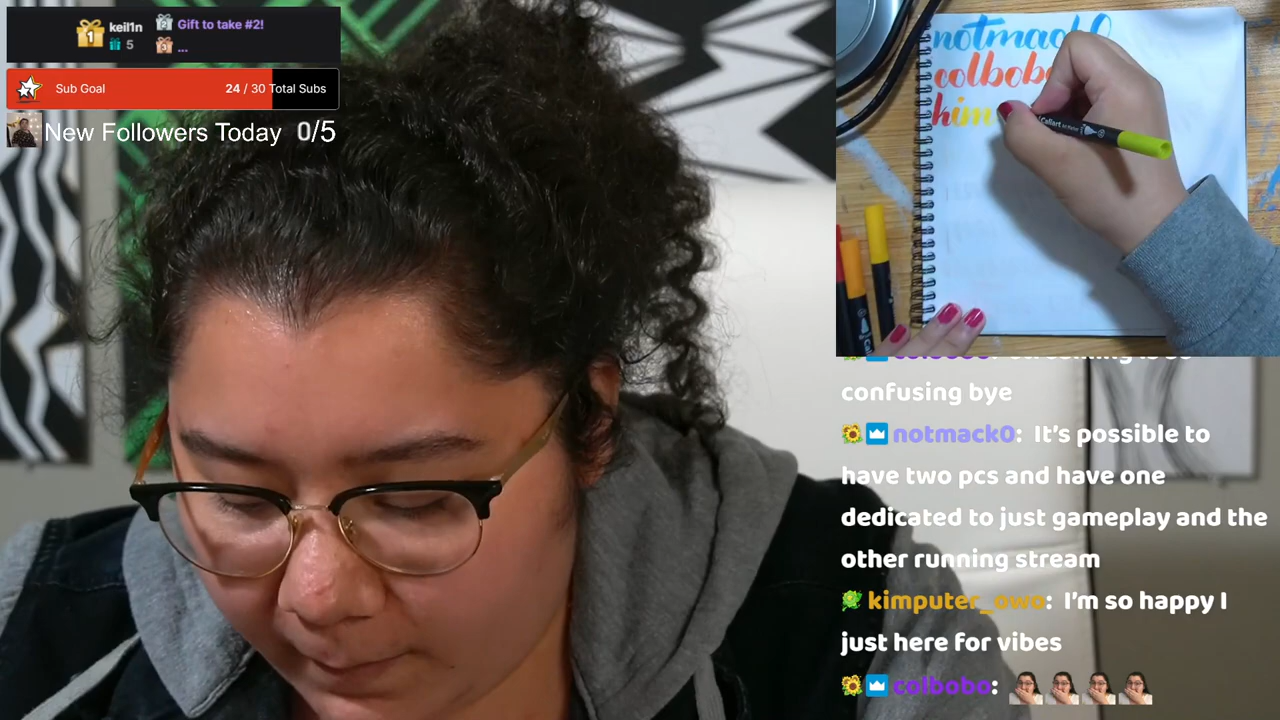 keil1n
5
Gift to take #2!
...
Sub Goal
24 / 30 Total Subs
New Followers Today 0/5
notmack0
colbobo
kim
confusing bye
notmack0: It's possible to
have two pcs and have one
dedicated to just gameplay and the
other running stream
kimputer_owo: I'm so happy I
just here for vibes
colbobo: